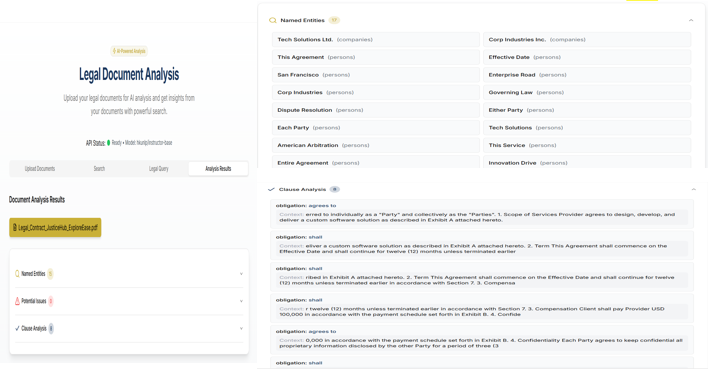 AI-Powered Analysis
Legal Document Analysis
Upload your legal documents for AI analysis and get insights
from your documents with powerful search.
API Status: Ready • Model: hkunlp/instructor-base
Upload Documents
Search
Legal Query
Analysis Results
Document Analysis Results
Legal_Contract_JusticeHub_ExploreEase.pdf
Named Entities
Potential Issues
Clause Analysis
Named Entities
Tech Solutions Ltd. (companies)
Corp Industries Inc. (companies)
This Agreement (persons)
Effective Date (persons)
San Francisco (persons)
Enterprise Road (persons)
Corp Industries (persons)
Governing Law (persons)
Dispute Resolution (persons)
Either Party (persons)
Each Party (persons)
Tech Solutions (persons)
American Arbitration (persons)
This Service (persons)
Entire Agreement (persons)
Innovation Drive (persons)
Clause Analysis
obligation: agrees to
Context: erred to individually as a "Party" and collectively as the "Parties". 1. Scope of Services Provider agrees to design, develop, and
deliver a custom software solution as described in Exhibit A attached hereto.
obligation: shall
Context: eliver a custom software solution as described in Exhibit A attached hereto. 2. Term This Agreement shall commence on the
Effective Date and shall continue for twelve (12) months unless terminated earlier
obligation: shall
Context: ribed in Exhibit A attached hereto. 2. Term This Agreement shall commence on the Effective Date and shall continue for twelve
(12) months unless terminated earlier in accordance with Section 7. 3. Compensa
obligation: shall
Context: r twelve (12) months unless terminated earlier in accordance with Section 7. 3. Compensation Client shall pay Provider USD
100,000 in accordance with the payment schedule set forth in Exhibit B. 4. Confide
obligation: agrees to
Context: 0,000 in accordance with the payment schedule set forth in Exhibit B. 4. Confidentiality Each Party agrees to keep confidential all
proprietary information disclosed by the other Party for a period of three (3
obligation: shall